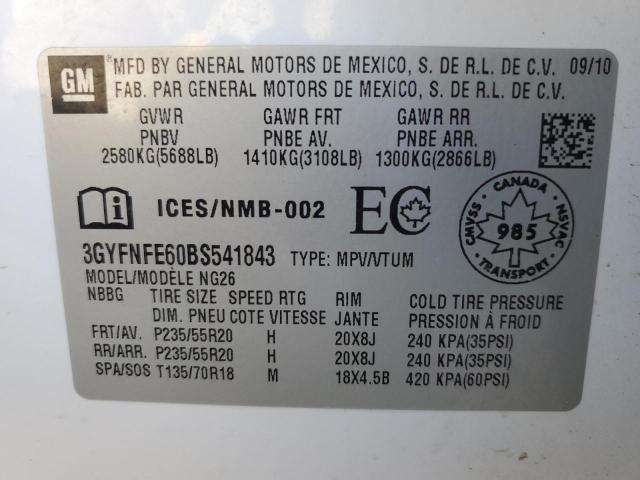 GM
® MFD BY GENERAL MOTORS DE MEXICO, S. DE R.L. DE C.V. 09/10
FAB. PAR GENERAL MOTORS DE MEXICO, S. DE R.L. DE C.V.
GVWR GAWR FRT GAWR RR
PNBV PNBE AV. PNBE ARR.
2580KG(5688LB) 1410KG(3108LB) 1300KG(2866LB)
i ICES/NMB-002 EC
CANADA
CMVSS 985 NSVAC
TRANSPORT
3GYFNFE60BS541843 TYPE: MPV/VTUM
MODEL/MODÈLE NG26
NBBG TIRE SIZE SPEED RTG RIM COLD TIRE PRESSURE
DIM. PNEU COTE VITESSE JANTE PRESSION À FROID
FRT/AV. P235/55R20 H 20X8J 240 KPA(35PSI)
RR/ARR. P235/55R20 H 20X8J 240 KPA(35PSI)
SPA/SOS T135/70R18 M 18X4.5B 420 KPA(60PSI)